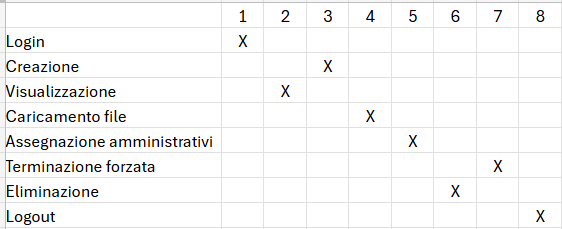 1 2 3 4 5 6 7 8
Login X
Creazione X
Visualizzazione X
Caricamento file X
Assegnazione amministrativi X
Terminazione forzata X
Eliminazione X
Logout X